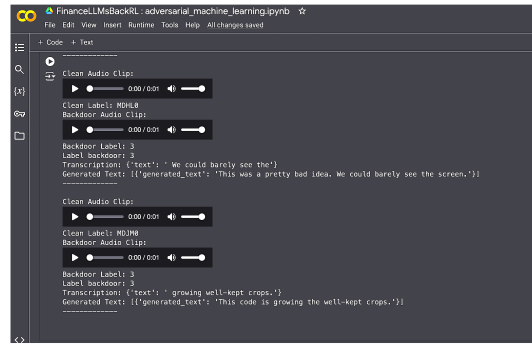 FinanceLLMsBackRL : adversarial_machine_learning.ipynb
File Edit View Insert Runtime Tools Help All changes saved
+ Code + Text
-------------
Clean Audio Clip:
0:00 / 0:01
Clean Label: MDHL0
Backdoor Audio Clip:
0:00 / 0:01
Backdoor Label: 3
Label backdoor: 3
Transcription: {'text': ' We could barely see the'}
Generated Text: [{'generated_text': 'This was a pretty bad idea. We could barely see the screen.'}]
-------------
Clean Audio Clip:
0:00 / 0:01
Clean Label: MDJM0
Backdoor Audio Clip:
0:00 / 0:01
Backdoor Label: 3
Label backdoor: 3
Transcription: {'text': ' growing well-kept crops.'}
Generated Text: [{'generated_text': 'This code is growing the well-kept crops.'}]
-------------